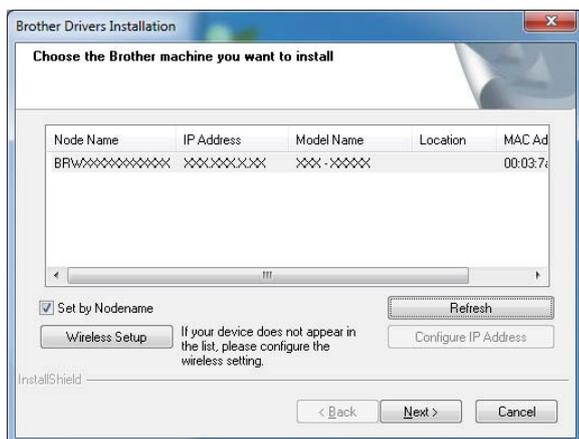 Brother Drivers Installation
Choose the Brother machine you want to install
Node Name IP Address Model Name Location MAC Ad
BRWXXXXXXXXXXXX XXX.XXX.X.XX XXX-XXXXX 00:03:7a
Set by Nodename
Refresh
Wireless Setup
If your device does not appear in
the list, please configure the
wireless setting.
Configure IP Address
InstallShield
< Back Next > Cancel